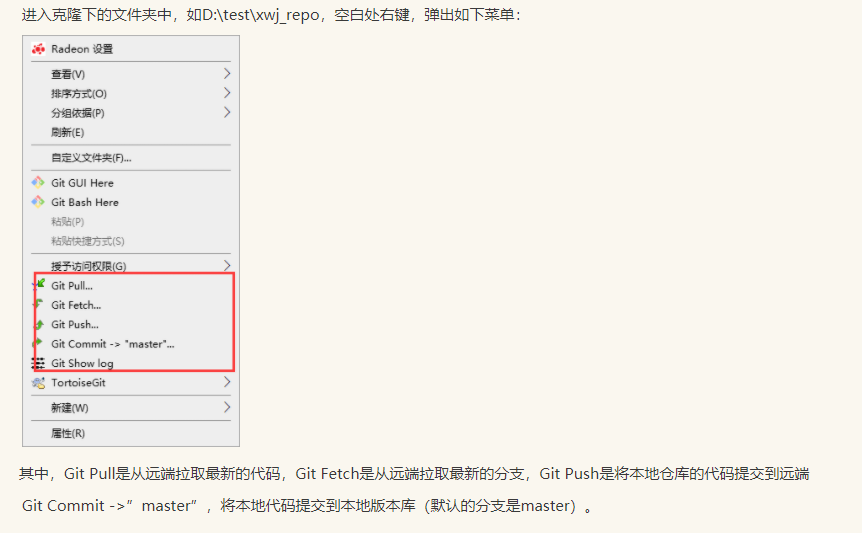 进入克隆下的文件夹中，如D:\test\xwj_repo，空白处右键，弹出如下菜单：
Radeon 设置
查看(V)
排序方式(O)
分组依据(P)
刷新(E)
自定义文件夹(F)...
Git GUI Here
Git Bash Here
粘贴(P)
粘贴快捷方式(S)
授予访问权限(G)
Git Pull...
Git Fetch...
Git Push...
Git Commit -> "master"...
Git Show log
TortoiseGit
新建(W)
属性(R)
其中，Git Pull是从远端拉取最新的代码，Git Fetch是从远端拉取最新的分支，Git Push是将本地仓库的代码提交到远端
Git Commit ->”master”，将本地代码提交到本地版本库（默认的分支是master）。